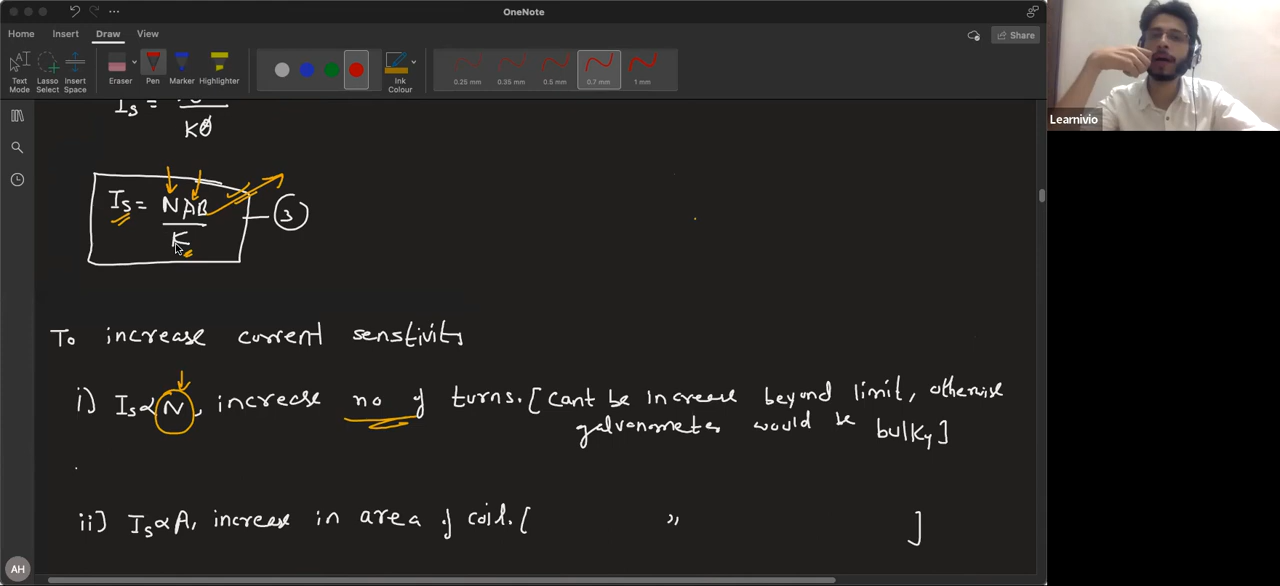 OneNote
Home Insert Draw View
Share
Text Mode
Lasso Select
Insert Space
Eraser
Pen
Marker
Highlighter
Ink Colour
0.25 mm
0.35 mm
0.5 mm
0.7 mm
1 mm
Learnivio
Is =
Kθ
Is = NAB
K
3
To increase current senstivity
i) Is∝N, increase no of turns. [cant be increase beyond limit, otherwise
galvanometer would be bulky]
ii) Is∝A, increase in area of coil. [ " ]
AH